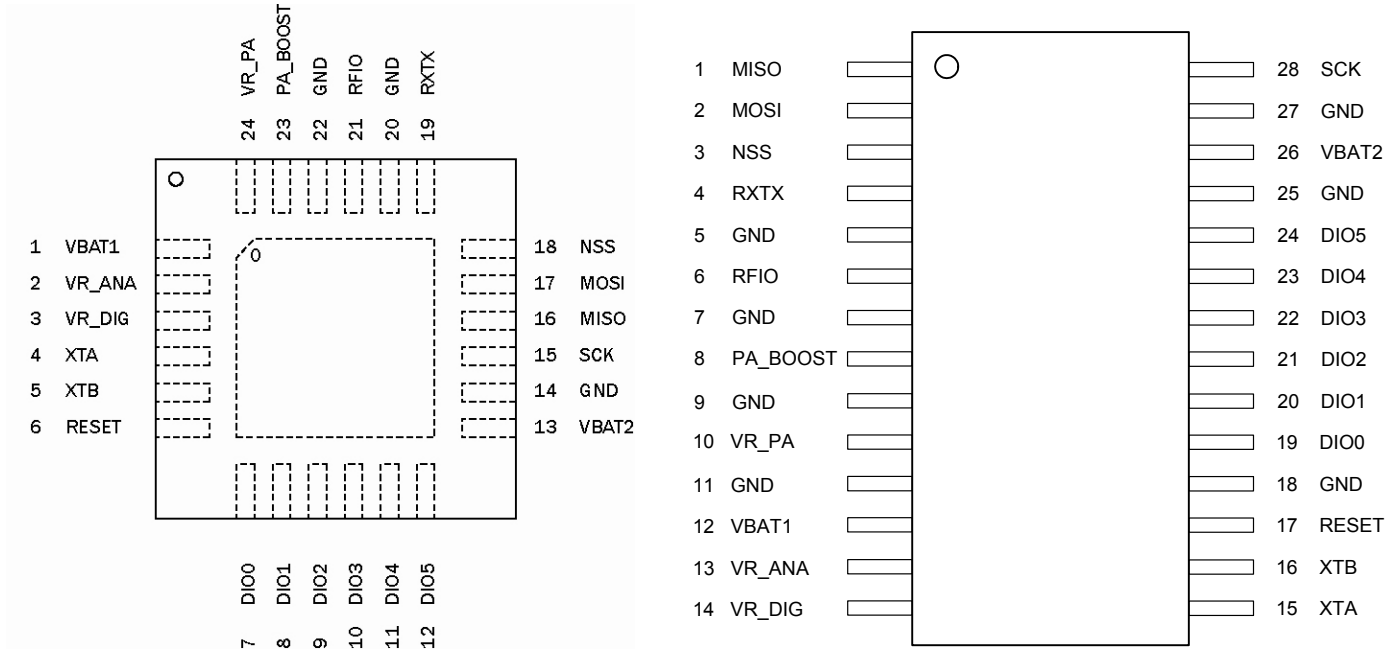 24 VR_PA
23 PA_BOOST
22 GND
21 RFIO
20 GND
19 RXTX
1 VBAT1
2 VR_ANA
3 VR_DIG
4 XTA
5 XTB
6 RESET
0
18 NSS
17 MOSI
16 MISO
15 SCK
14 GND
13 VBAT2
7 DIO0
8 DIO1
9 DIO2
10 DIO3
11 DIO4
12 DIO5
1 MISO
2 MOSI
3 NSS
4 RXTX
5 GND
6 RFIO
7 GND
8 PA_BOOST
9 GND
10 VR_PA
11 GND
12 VBAT1
13 VR_ANA
14 VR_DIG
28 SCK
27 GND
26 VBAT2
25 GND
24 DIO5
23 DIO4
22 DIO3
21 DIO2
20 DIO1
19 DIO0
18 GND
17 RESET
16 XTB
15 XTA